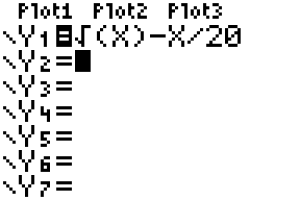 Plot1 Plot2 Plot3
\Y1=√(X)-X/20
\Y2=
\Y3=
\Y4=
\Y5=
\Y6=
\Y7=